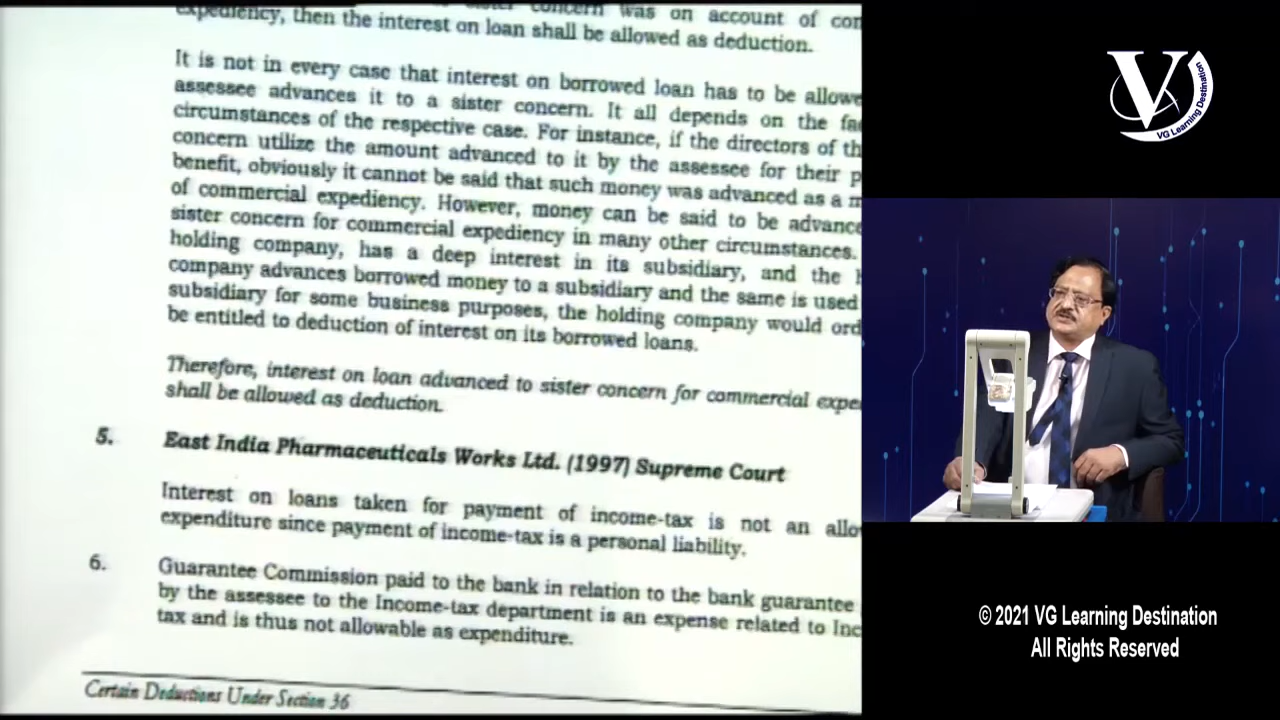 sister concern was on account of
expediency, then the interest on loan shall be allowed as deduction.
It is not in every case that interest on borrowed loan has to be
assessee advances it to a sister concern. It all depends on the
circumstances of the respective case. For instance, if the directors of
concern utilize the amount advanced to it by the assessee for their
benefit, obviously it cannot be said that such money was advanced as a
of commercial expediency. However, money can be said to be
sister concern for commercial expediency in many other circumstances.
holding company, has a deep interest in its subsidiary, and the
company advances borrowed money to a subsidiary and the same is used
subsidiary for some business purposes, the holding company would
be entitled to deduction of interest on its borrowed loans.
Therefore, interest on loan advanced to sister concern for commercial
shall be allowed as deduction.
5. East India Pharmaceuticals Works Ltd. (1997) Supreme Court
Interest on loans taken for payment of income-tax is not an
expenditure since payment of income-tax is a personal liability.
6. Guarantee Commission paid to the bank in relation to the bank guarantee
by the assessee to the Income-tax department is an expense related to
tax and is thus not allowable as expenditure.
Certain Deductions Under Section 36
V
VG Learning Destination
© 2021 VG Learning Destination
All Rights Reserved